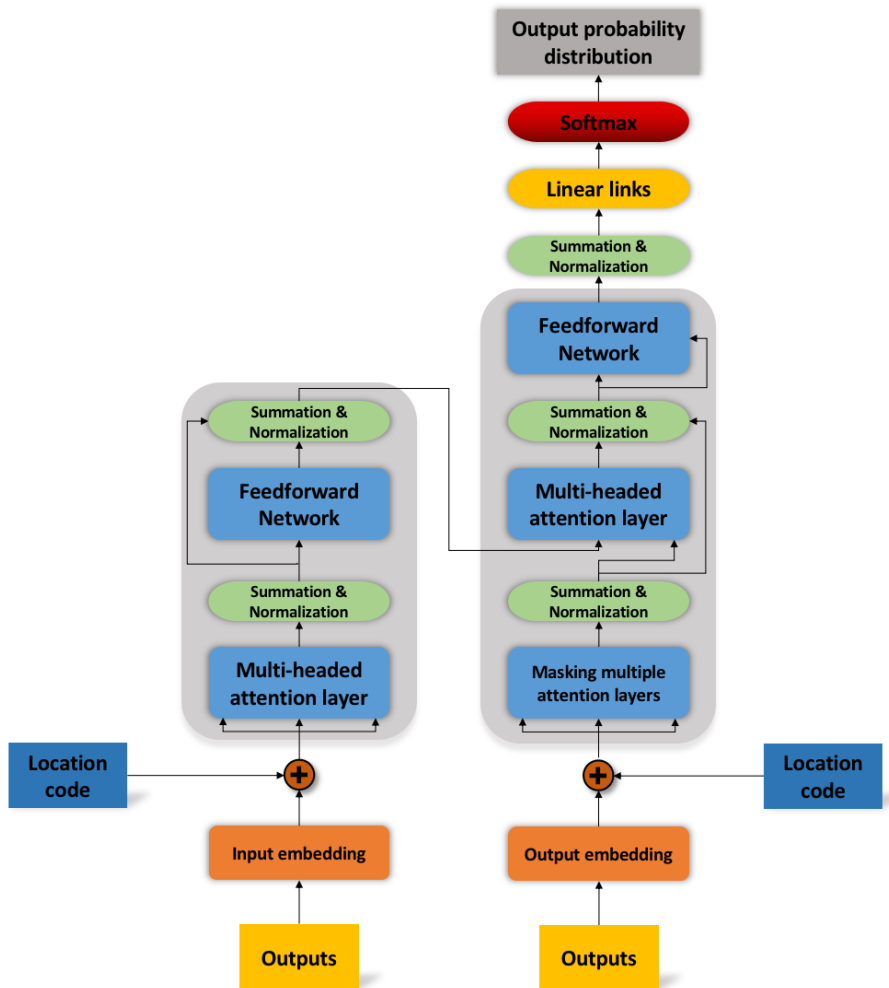 Output probability
distribution
Softmax
Linear links
Summation &
Normalization
Feedforward
Network
Summation &
Normalization
Multi-headed
attention layer
Summation &
Normalization
Masking multiple
attention layers
Summation &
Normalization
Feedforward
Network
Summation &
Normalization
Multi-headed
attention layer
Location
code
Location
code
Input embedding
Output embedding
Outputs
Outputs